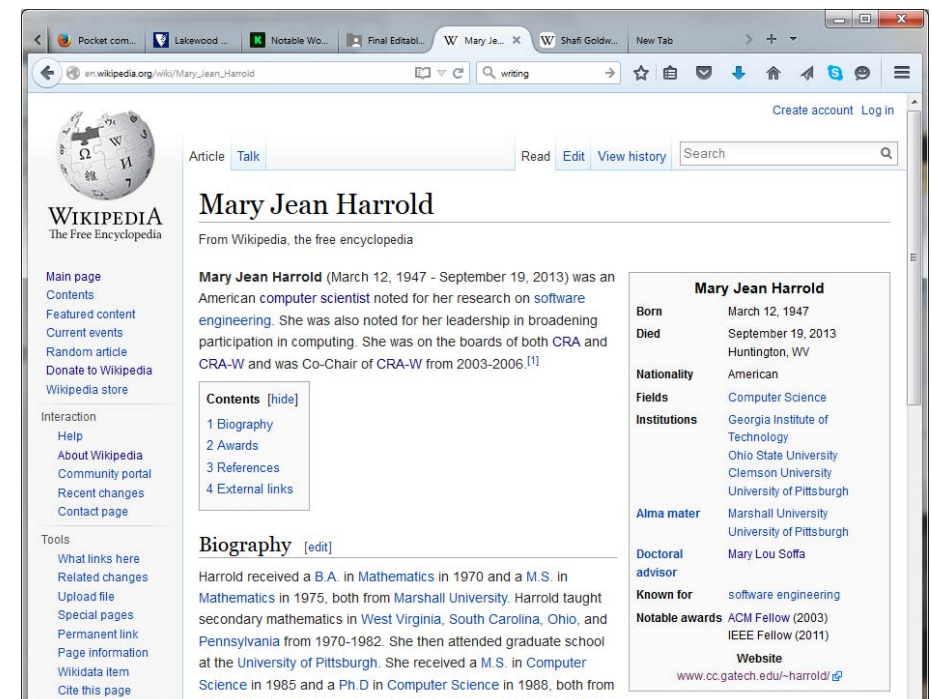 Pocket com...
Lakewood ...
K Notable Wo...
Final Editabl...
W Mary Je... ×
W Shafi Goldw...
New Tab
en.wikipedia.org/wiki/Mary_Jean_Harrold
writing
Create account Log in
WIKIPEDIA
The Free Encyclopedia
Article Talk
Read Edit View history
Search
Mary Jean Harrold
From Wikipedia, the free encyclopedia
Main page
Contents
Featured content
Current events
Random article
Donate to Wikipedia
Wikipedia store
Interaction
Help
About Wikipedia
Community portal
Recent changes
Contact page
Tools
What links here
Related changes
Upload file
Special pages
Permanent link
Page information
Wikidata item
Cite this page
Mary Jean Harrold (March 12, 1947 - September 19, 2013) was an
American computer scientist noted for her research on software
engineering. She was also noted for her leadership in broadening
participation in computing. She was on the boards of both CRA and
CRA-W and was Co-Chair of CRA-W from 2003-2006.[1]
Contents [hide]
1 Biography
2 Awards
3 References
4 External links
Biography [edit]
Harrold received a B.A. in Mathematics in 1970 and a M.S. in
Mathematics in 1975, both from Marshall University. Harrold taught
secondary mathematics in West Virginia, South Carolina, Ohio, and
Pennsylvania from 1970-1982. She then attended graduate school
at the University of Pittsburgh. She received a M.S. in Computer
Science in 1985 and a Ph.D in Computer Science in 1988, both from
Mary Jean Harrold
Born March 12, 1947
Died September 19, 2013
Huntington, WV
Nationality American
Fields Computer Science
Institutions Georgia Institute of
Technology
Ohio State University
Clemson University
University of Pittsburgh
Alma mater Marshall University
University of Pittsburgh
Doctoral Mary Lou Soffa
advisor
Known for software engineering
Notable awards ACM Fellow (2003)
IEEE Fellow (2011)
Website
www.cc.gatech.edu/~harrold/